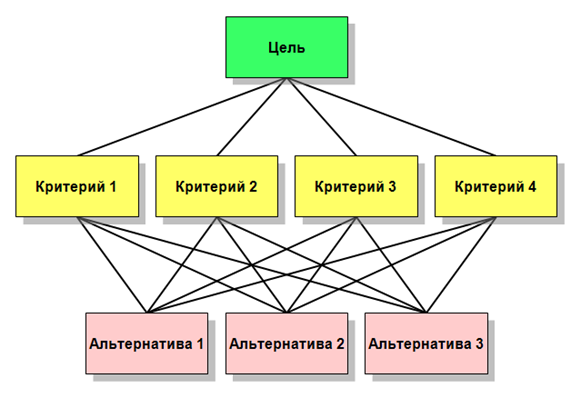 Цель
Критерий 1
Критерий 2
Критерий 3
Критерий 4
Альтернатива 1
Альтернатива 2
Альтернатива 3